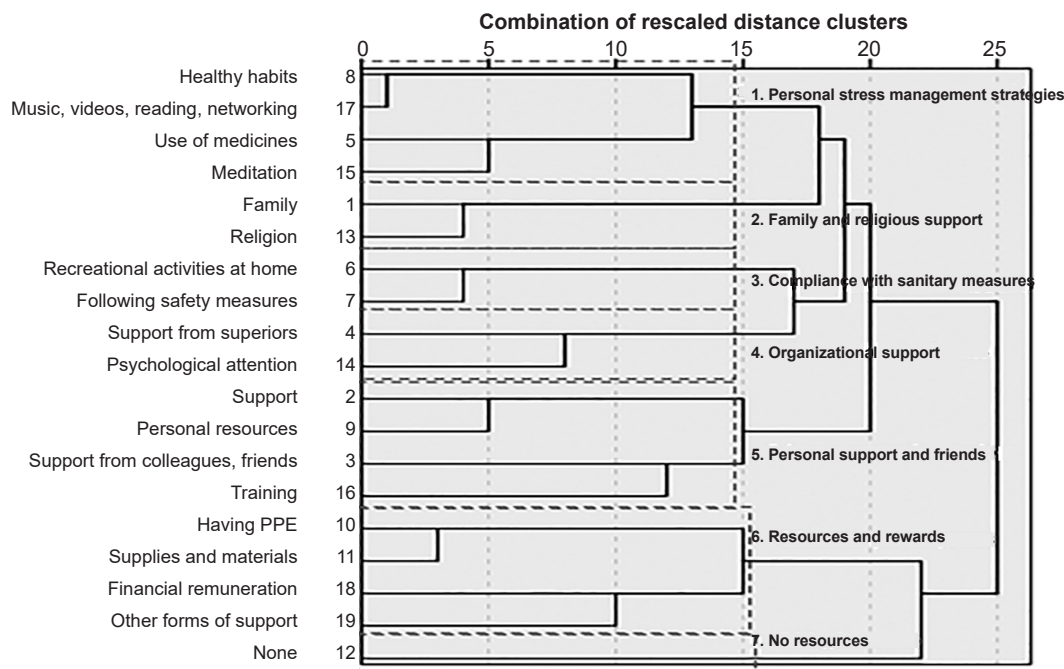 Combination of rescaled distance clusters
0 5 10 15 20 25
Healthy habits 8
1. Personal stress management strategies
Music, videos, reading, networking 17
Use of medicines 5
Meditation 15
Family 1
2. Family and religious support
Religion 13
Recreational activities at home 6
3. Compliance with sanitary measures
Following safety measures 7
Support from superiors 4
4. Organizational support
Psychological attention 14
Support 2
Personal resources 9
5. Personal support and friends
Support from colleagues, friends 3
Training 16
Having PPE 10
6. Resources and rewards
Supplies and materials 11
Financial remuneration 18
Other forms of support 19
7. No resources
None 12